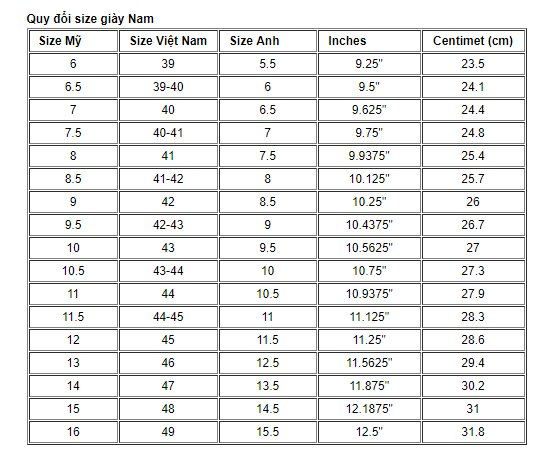 Quy đổi size giày Nam
Size Mỹ Size Việt Nam Size Anh Inches Centimet (cm)
6 39 5.5 9.25" 23.5
6.5 39-40 6 9.5" 24.1
7 40 6.5 9.625" 24.4
7.5 40-41 7 9.75" 24.8
8 41 7.5 9.9375" 25.4
8.5 41-42 8 10.125" 25.7
9 42 8.5 10.25" 26
9.5 42-43 9 10.4375" 26.7
10 43 9.5 10.5625" 27
10.5 43-44 10 10.75" 27.3
11 44 10.5 10.9375" 27.9
11.5 44-45 11 11.125" 28.3
12 45 11.5 11.25" 28.6
13 46 12.5 11.5625" 29.4
14 47 13.5 11.875" 30.2
15 48 14.5 12.1875" 31
16 49 15.5 12.5" 31.8